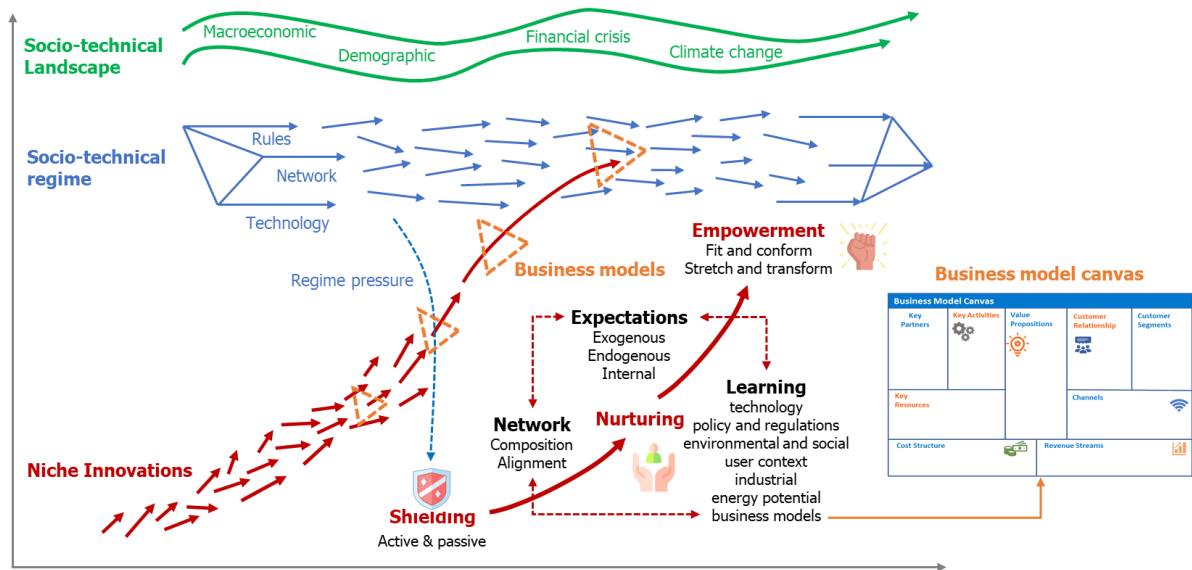 Socio-technical
Landscape
Macroeconomic
Demographic
Financial crisis
Climate change
Socio-technical
regime
Rules
Network
Technology
Regime pressure
Business models
Empowerment
Fit and conform
Stretch and transform
Expectations
Exogenous
Endogenous
Internal
Learning
technology
policy and regulations
environmental and social
user context
industrial
energy potential
business models
Network
Composition
Alignment
Nurturing
Niche Innovations
Shielding
Active & passive
Business model canvas
Business Model Canvas
Key
Partners
Key Activities
Value
Propositions
Customer
Relationship
Customer
Segments
Key
Resources
Channels
Cost Structure
Revenue Streams